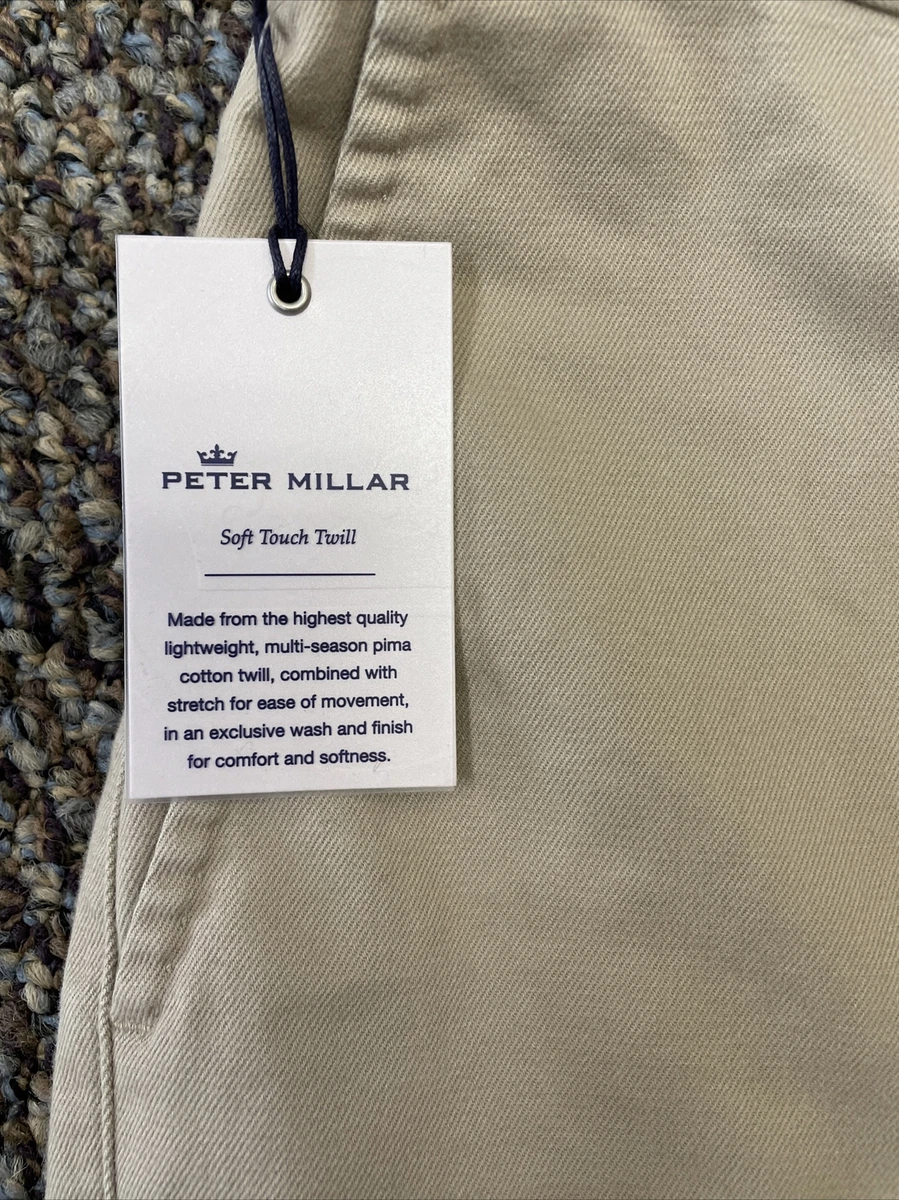 PETER MILLAR
Soft Touch Twill
Made from the highest quality
lightweight, multi-season pima
cotton twill, combined with
stretch for ease of movement,
in an exclusive wash and finish
for comfort and softness.